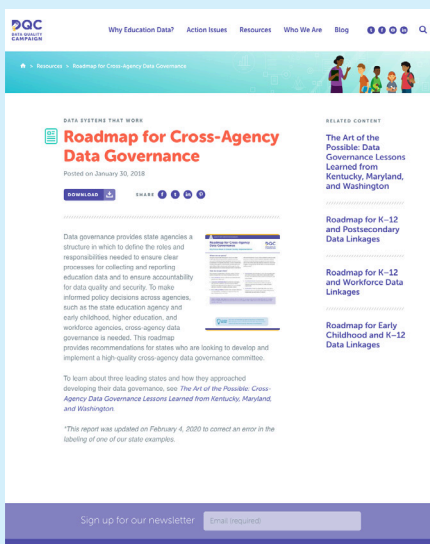 DQC
DATA QUALITY
CAMPAIGN
Why Education Data? Action Issues Resources Who We Are Blog
> Resources > Roadmap for Cross-Agency Data Governance
DATA SYSTEMS THAT WORK
Roadmap for Cross-Agency
Data Governance
Posted on January 30, 2018
DOWNLOAD
SHARE
Data governance provides state agencies a
structure in which to define the roles and
responsibilities needed to ensure clear
processes for collecting and reporting
education data and to ensure accountability
for data quality and security. To make
informed policy decisions across agencies,
such as the state education agency and
early childhood, higher education, and
workforce agencies, cross-agency data
governance is needed. This roadmap
provides recommendations for states who are looking to develop and
implement a high-quality cross-agency data governance committee.
To learn about three leading states and how they approached
developing their data governance, see The Art of the Possible: Cross-
Agency Data Governance Lessons Learned from Kentucky, Maryland,
and Washington.
*This report was updated on February 4, 2020 to correct an error in the
labeling of one of our state examples.
RELATED CONTENT
The Art of the
Possible: Data
Governance Lessons
Learned from
Kentucky, Maryland,
and Washington
Roadmap for K–12
and Postsecondary
Data Linkages
Roadmap for K–12
and Workforce Data
Linkages
Roadmap for Early
Childhood and K–12
Data Linkages
Sign up for our newsletter Email (required)